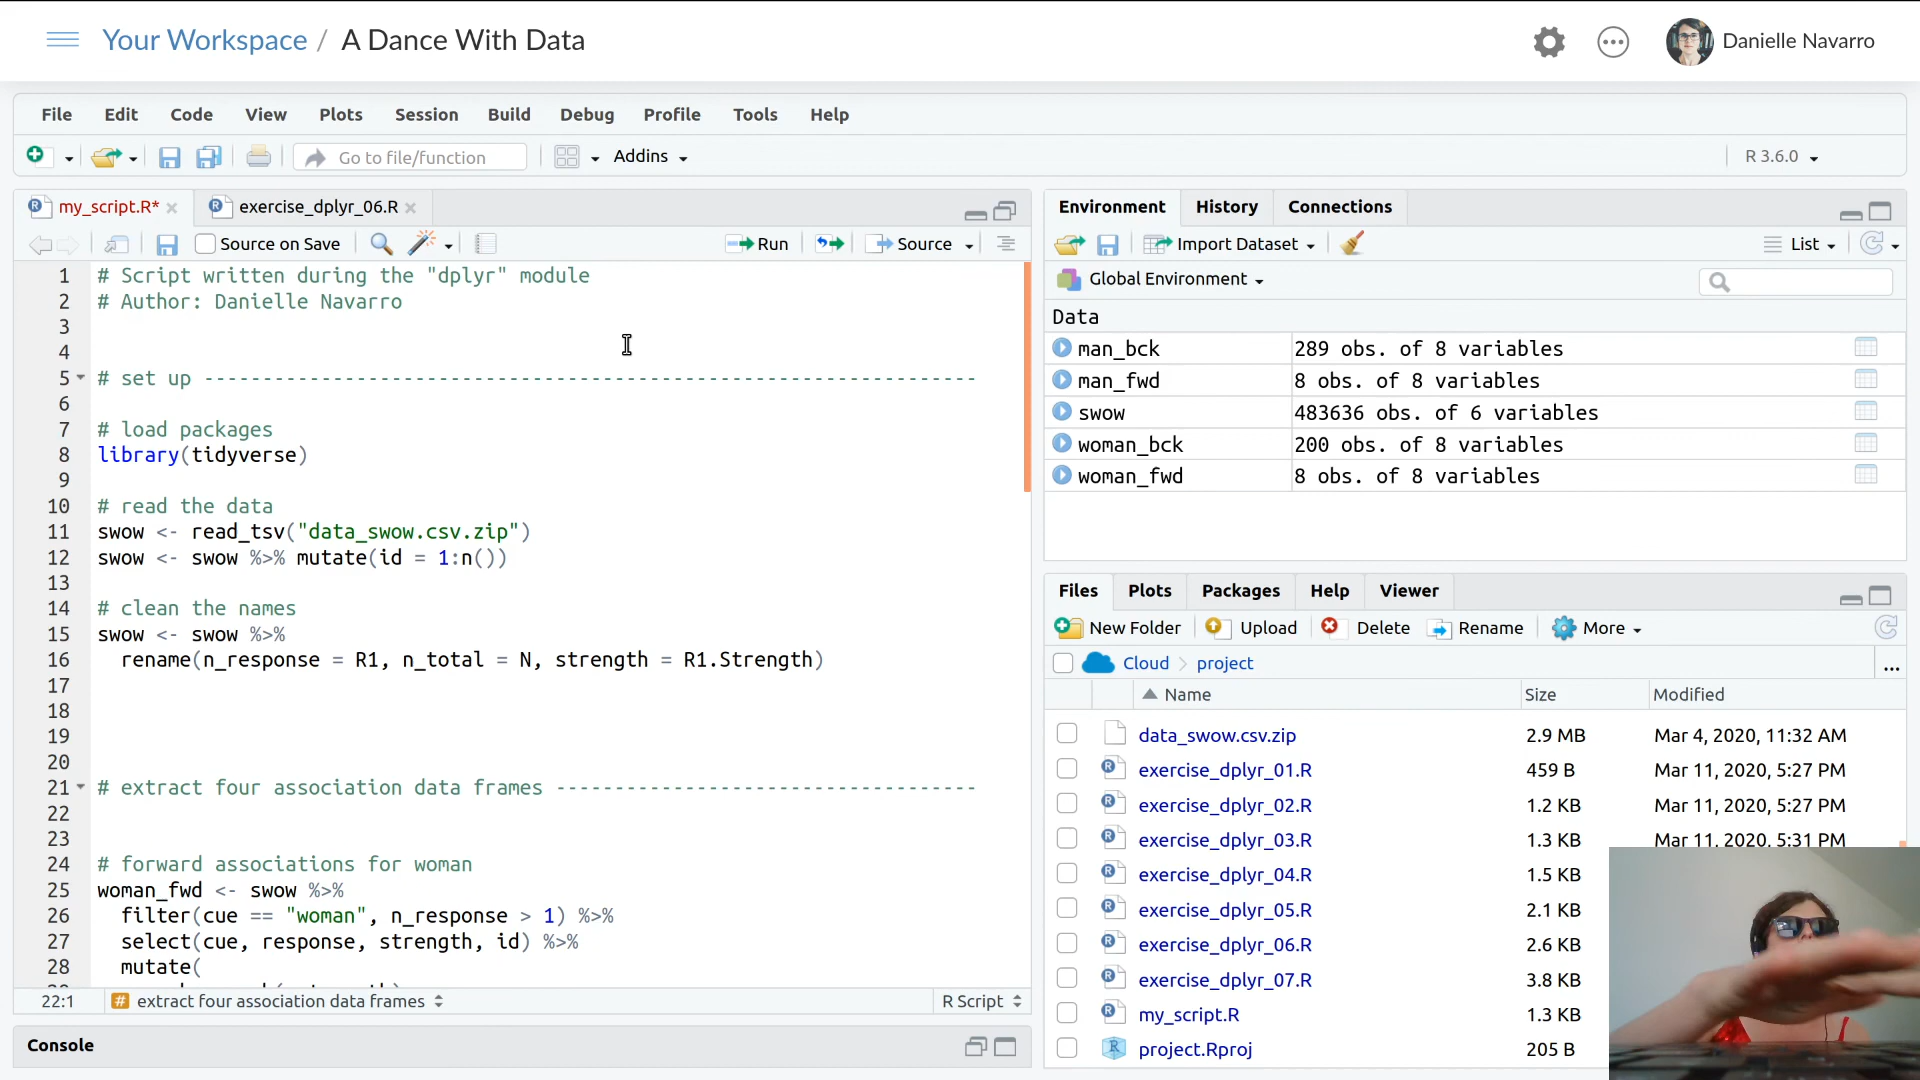 Your Workspace / A Dance With Data
Danielle Navarro
File Edit Code View Plots Session Build Debug Profile Tools Help
Go to file/function Addins R 3.6.0
my_script.R* exercise_dplyr_06.R
Source on Save Run Source
1 # Script written during the "dplyr" module
2 # Author: Danielle Navarro
3
4
5 # set up ------------------------------------------------------------------
6
7 # load packages
8 library(tidyverse)
9
10 # read the data
11 swow <- read_tsv("data_swow.csv.zip")
12 swow <- swow %>% mutate(id = 1:n())
13
14 # clean the names
15 swow <- swow %>%
16 rename(n_response = R1, n_total = N, strength = R1.Strength)
17
18
19
20
21 # extract four association data frames ------------------------------------
22
23
24 # forward associations for woman
25 woman_fwd <- swow %>%
26 filter(cue == "woman", n_response > 1) %>%
27 select(cue, response, strength, id) %>%
28 mutate(
22:1 # extract four association data frames R Script
Console
Environment History Connections
Import Dataset List
Global Environment
Data
man_bck 289 obs. of 8 variables
man_fwd 8 obs. of 8 variables
swow 483636 obs. of 6 variables
woman_bck 200 obs. of 8 variables
woman_fwd 8 obs. of 8 variables
Files Plots Packages Help Viewer
New Folder Upload Delete Rename More
Cloud project ...
Name Size Modified
data_swow.csv.zip 2.9 MB Mar 4, 2020, 11:32 AM
exercise_dplyr_01.R 459 B Mar 11, 2020, 5:27 PM
exercise_dplyr_02.R 1.2 KB Mar 11, 2020, 5:27 PM
exercise_dplyr_03.R 1.3 KB Mar 11, 2020, 5:31 PM
exercise_dplyr_04.R 1.5 KB
exercise_dplyr_05.R 2.1 KB
exercise_dplyr_06.R 2.6 KB
exercise_dplyr_07.R 3.8 KB
my_script.R 1.3 KB
project.Rproj 205 B